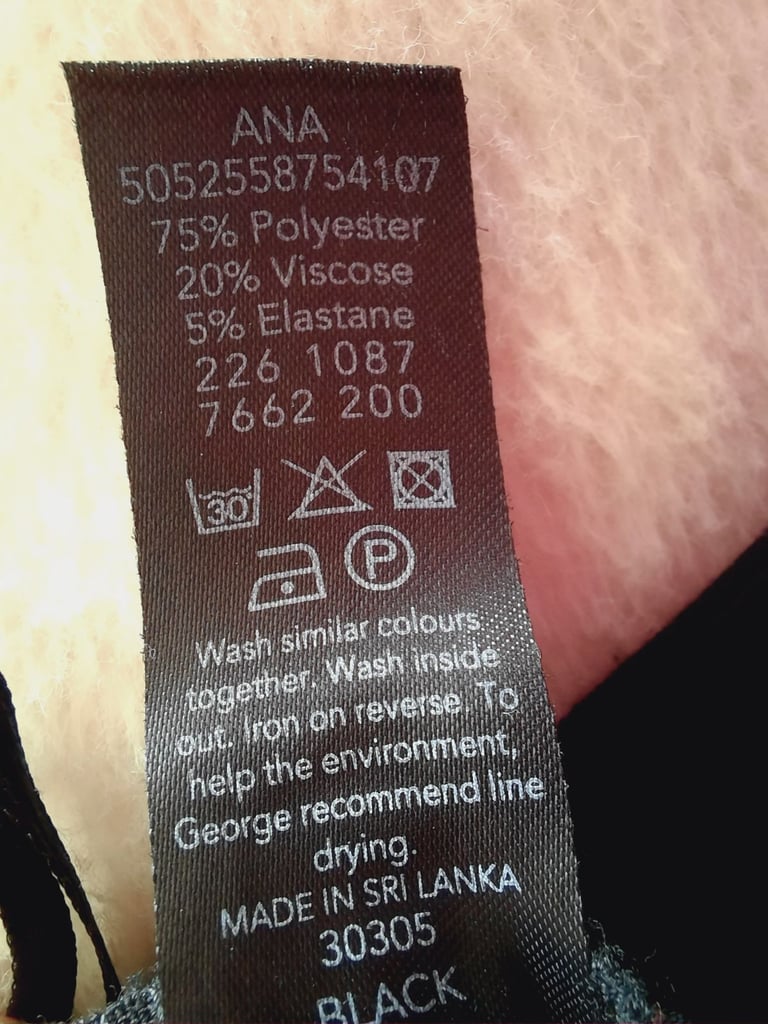 ANA
5052558754107
75% Polyester
20% Viscose
5% Elastane
226 1087
7662 200
30
P
Wash similar colours
together. Wash inside
out. Iron on reverse. To
help the environment,
George recommend line
drying.
MADE IN SRI LANKA
30305
BLACK